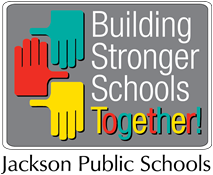 Building
Stronger
Schools
Together!
Jackson Public Schools